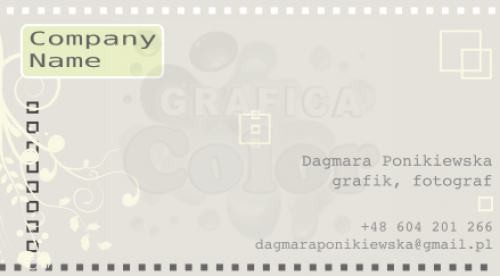 Company
Name
GRAFICA
Color
Dagmara Ponikiewska
grafik, fotograf
+48 604 201 266
dagmaraponikiewska@gmail.pl